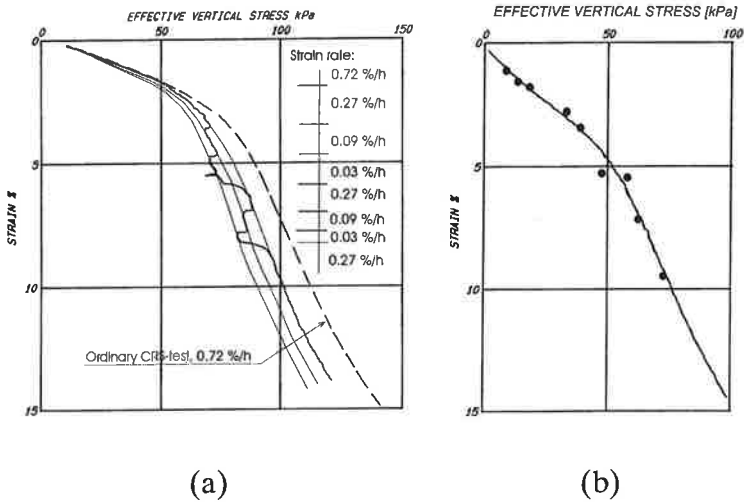 EFFECTIVE VERTICAL STRESS kPa
0 50 100 150
Strain rate:
0.72 %/h
0.27 %/h
0.09 %/h
0.03 %/h
0.27 %/h
0.09 %/h
0.03 %/h
0.27 %/h
0
5
10
15
STRAIN %
Ordinary CRS-test, 0.72 %/h
(a)
EFFECTIVE VERTICAL STRESS [kPa]
0 50 100
0
5
10
15
STRAIN %
(b)